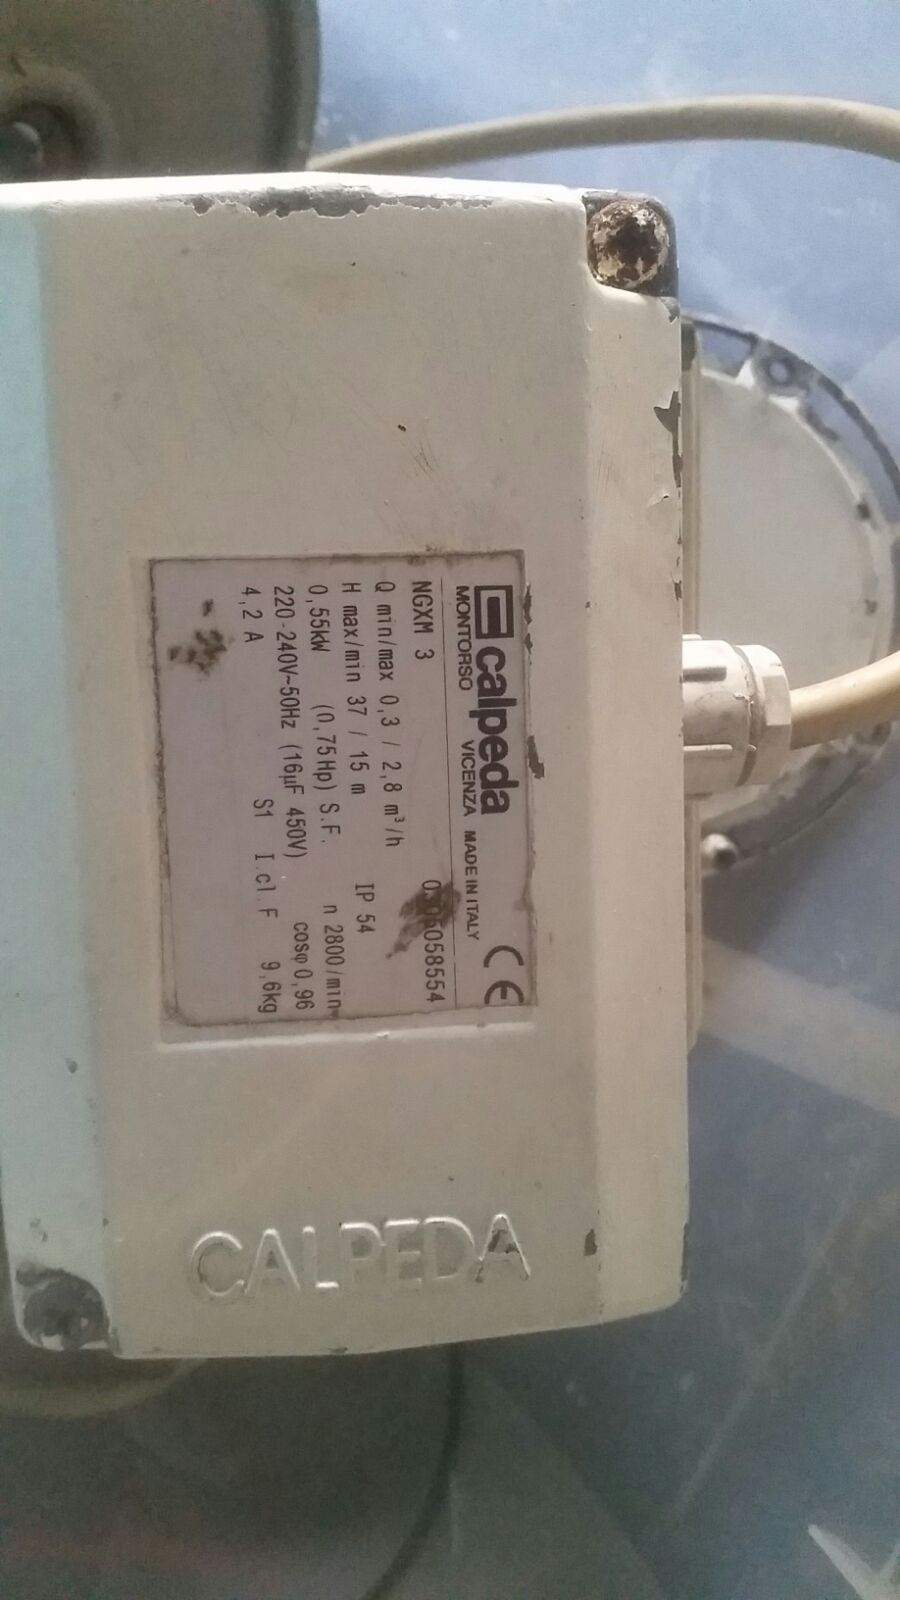 calpeda
MONTORSO VICENZA MADE IN ITALY CE
NGXM 3
Q min/max 0,3 / 2,8 m³/h
H max/min 37 / 15 m IP 54
0,55kW (0,75Hp) S.F. n 2800/min
220-240V~50Hz (16µF 450V) cosφ 0,96
4,2 A S1 I.cl.F 9,6kg
CALPEDA